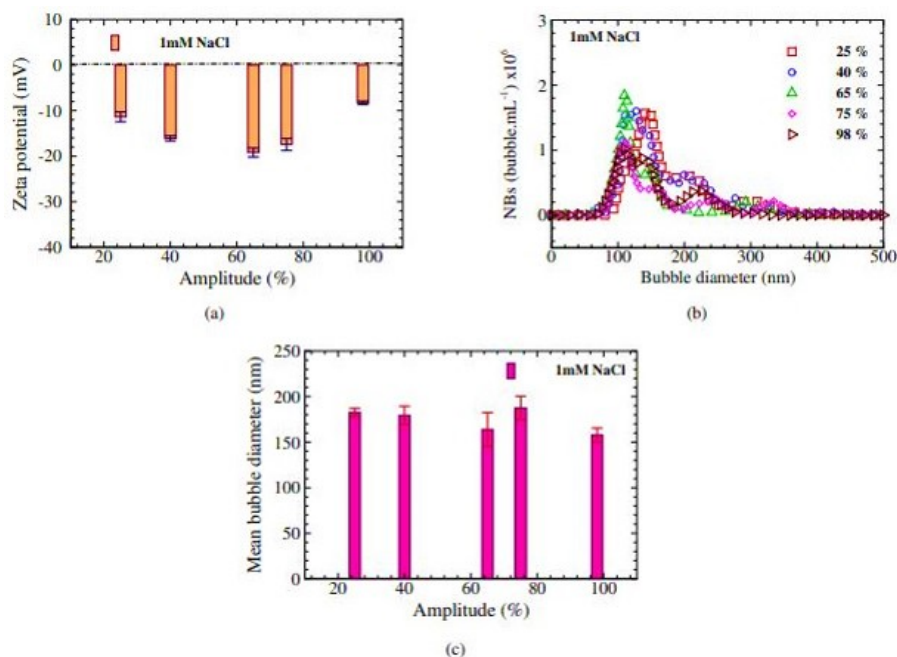 10
0
-10
-20
-30
-40
Zeta potential (mV)
1mM NaCl
20 40 60 80 100
Amplitude (%)
(a)
3
2
1
0
NBs (bubble.mL⁻¹) x10⁶
1mM NaCl
25 %
40 %
65 %
75 %
98 %
0 100 200 300 400 500
Bubble diameter (nm)
(b)
250
200
150
100
50
0
Mean bubble diameter (nm)
1mM NaCl
20 40 60 80 100
Amplitude (%)
(c)